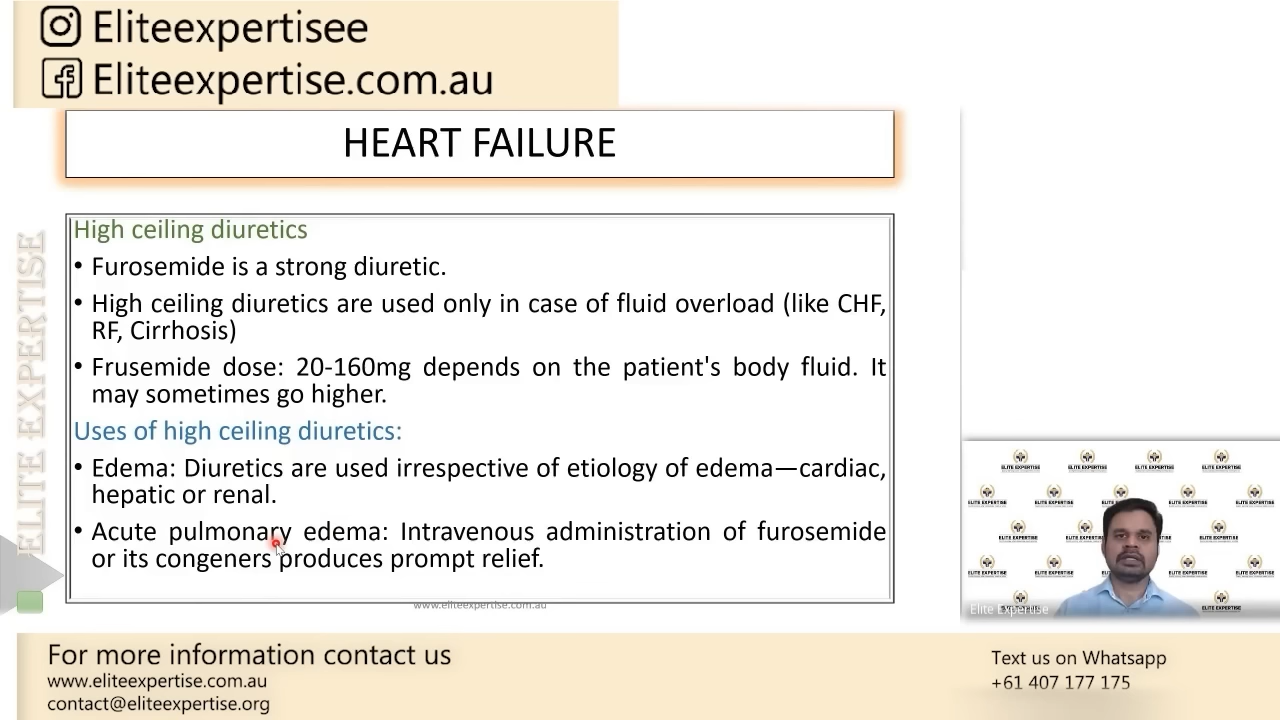 Eliteexpertisee
Eliteexpertise.com.au
HEART FAILURE
High ceiling diuretics
• Furosemide is a strong diuretic.
• High ceiling diuretics are used only in case of fluid overload (like CHF,
RF, Cirrhosis)
• Frusemide dose: 20-160mg depends on the patient's body fluid. It
may sometimes go higher.
Uses of high ceiling diuretics:
• Edema: Diuretics are used irrespective of etiology of edema—cardiac,
hepatic or renal.
• Acute pulmonary edema: Intravenous administration of furosemide
or its congeners produces prompt relief.
www.eliteexpertise.com.au
ELITE EXPERTISE
Elite Expertise
For more information contact us
www.eliteexpertise.com.au
contact@eliteexpertise.org
Text us on Whatsapp
+61 407 177 175